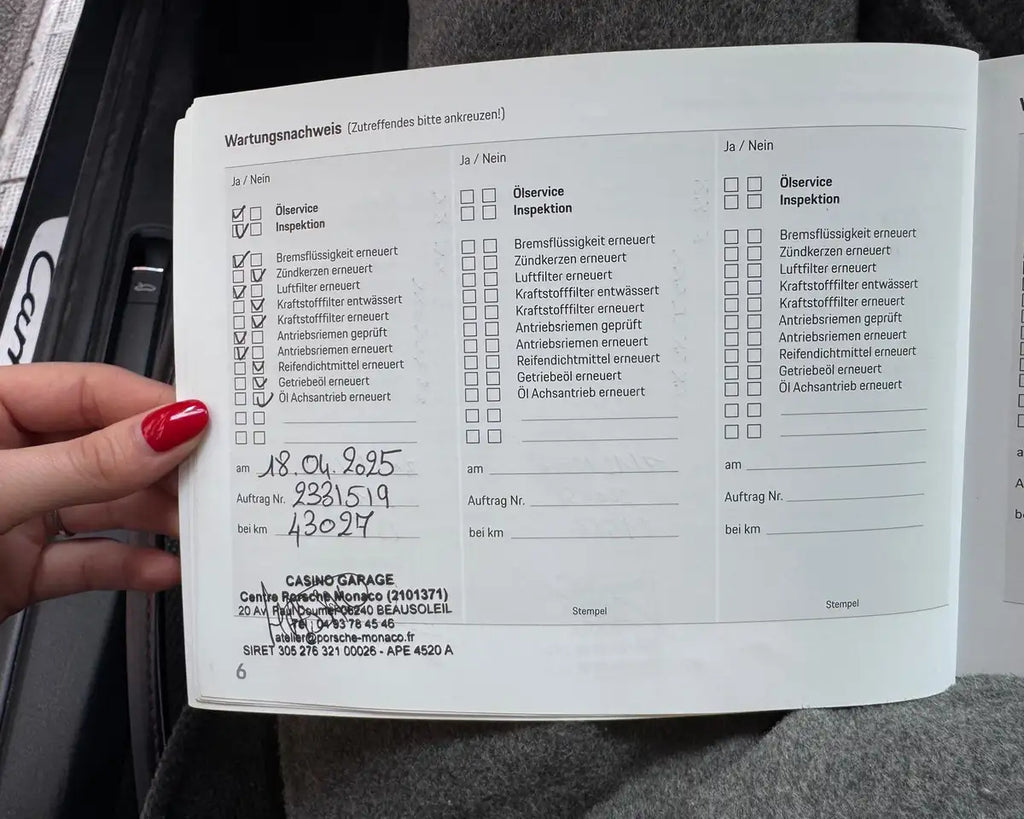 Wartungsnachweis (Zutreffendes bitte ankreuzen!)
Ja / Nein
Ölservice
Inspektion
Bremsflüssigkeit erneuert
Zündkerzen erneuert
Luftfilter erneuert
Kraftstofffilter entwässert
Kraftstofffilter erneuert
Antriebsriemen geprüft
Antriebsriemen erneuert
Reifendichtmittel erneuert
Getriebeöl erneuert
Öl Achsantrieb erneuert
am 18.04.2025
Auftrag Nr. 2331519
bei km 43027
CASINO GARAGE
Centre Porsche Monaco (2101371)
20 Av. Paul Doumer 06240 BEAUSOLEIL
Tél. 04 93 78 45 46
atelier@porsche-monaco.fr
SIRET 305 276 321 00026 - APE 4520 A
6
Ja / Nein
Ölservice
Inspektion
Bremsflüssigkeit erneuert
Zündkerzen erneuert
Luftfilter erneuert
Kraftstofffilter entwässert
Kraftstofffilter erneuert
Antriebsriemen geprüft
Antriebsriemen erneuert
Reifendichtmittel erneuert
Getriebeöl erneuert
Öl Achsantrieb erneuert
am
Auftrag Nr.
bei km
Stempel
Ja / Nein
Ölservice
Inspektion
Bremsflüssigkeit erneuert
Zündkerzen erneuert
Luftfilter erneuert
Kraftstofffilter entwässert
Kraftstofffilter erneuert
Antriebsriemen geprüft
Antriebsriemen erneuert
Reifendichtmittel erneuert
Getriebeöl erneuert
Öl Achsantrieb erneuert
am
Auftrag Nr.
bei km
Stempel